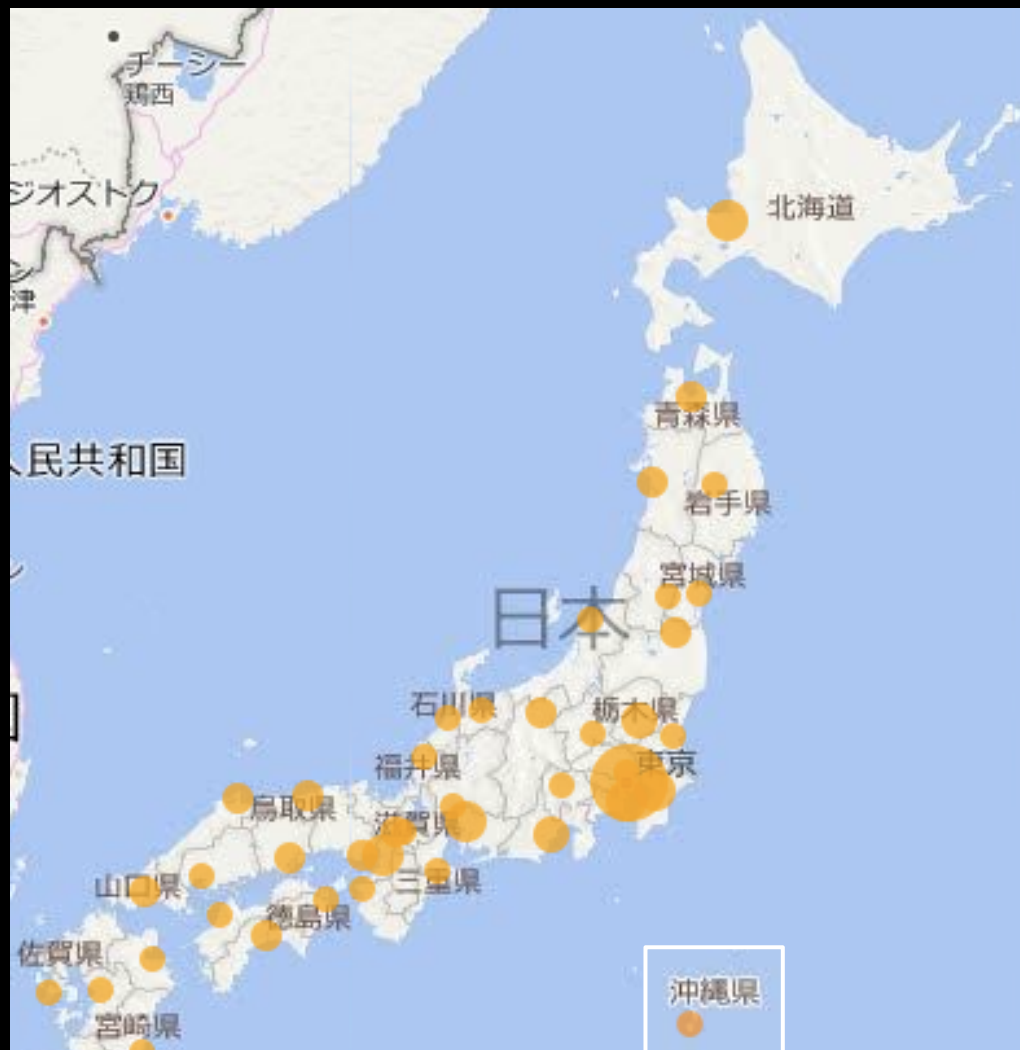 チーシー
鶏西
ジオストク
北海道
津
青森県
人民共和国
岩手県
宮城県
日本
石川県
栃木県
福井県
東京
鳥取県
滋賀県
山口県
三重県
徳島県
佐賀県
沖縄県
宮崎県